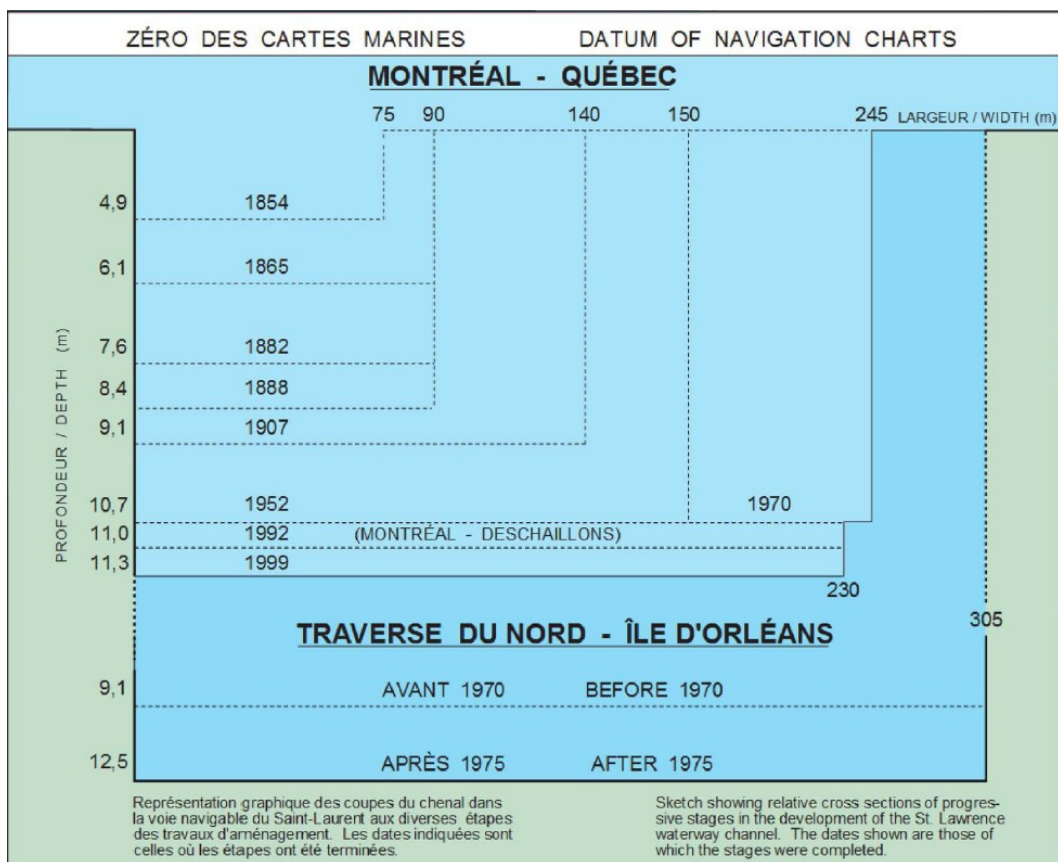 ZÉRO DES CARTES MARINES DATUM OF NAVIGATION CHARTS
MONTRÉAL - QUÉBEC
75 90 140 150 245 LARGEUR / WIDTH (m)
4,9 1854
6,1 1865
7,6 1882
8,4 1888
9,1 1907
10,7 1952 1970
11,0 1992 (MONTRÉAL - DESCHAILLONS)
11,3 1999
PROFONDEUR / DEPTH (m)
230
305
TRAVERSE DU NORD - ÎLE D'ORLÉANS
9,1 AVANT 1970 BEFORE 1970
12,5 APRÈS 1975 AFTER 1975
Représentation graphique des coupes du chenal dans
la voie navigable du Saint-Laurent aux diverses étapes
des travaux d'aménagement. Les dates indiquées sont
celles où les étapes ont été terminées.
Sketch showing relative cross sections of progres-
sive stages in the development of the St. Lawrence
waterway channel. The dates shown are those of
which the stages were completed.